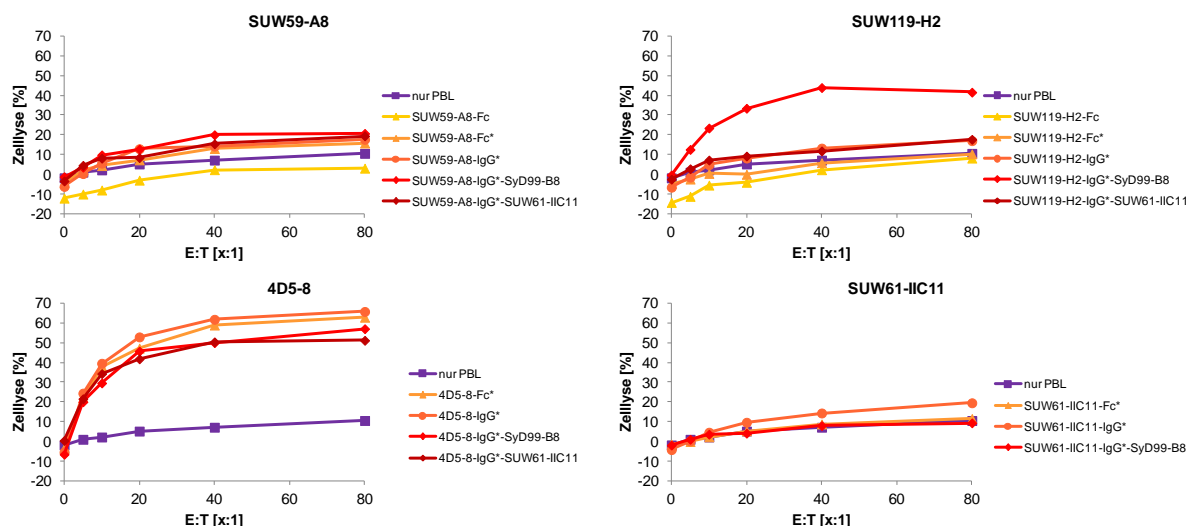 SUW59-A8
70
60
50
40
30
20
10
0
-10
-20
Zelllyse [%]
0 20 40 60 80
E:T [x:1]
nur PBL
SUW59-A8-Fc
SUW59-A8-Fc*
SUW59-A8-IgG*
SUW59-A8-IgG*-SyD99-B8
SUW59-A8-IgG*-SUW61-IIC11
SUW119-H2
70
60
50
40
30
20
10
0
-10
-20
Zelllyse [%]
0 20 40 60 80
E:T [x:1]
nur PBL
SUW119-H2-Fc
SUW119-H2-Fc*
SUW119-H2-IgG*
SUW119-H2-IgG*-SyD99-B8
SUW119-H2-IgG*-SUW61-IIC11
4D5-8
70
60
50
40
30
20
10
0
-10
-20
Zelllyse [%]
0 20 40 60 80
E:T [x:1]
nur PBL
4D5-8-Fc*
4D5-8-IgG*
4D5-8-IgG*-SyD99-B8
4D5-8-IgG*-SUW61-IIC11
SUW61-IIC11
70
60
50
40
30
20
10
0
-10
-20
Zelllyse [%]
0 20 40 60 80
E:T [x:1]
nur PBL
SUW61-IIC11-Fc*
SUW61-IIC11-IgG*
SUW61-IIC11-IgG*-SyD99-B8